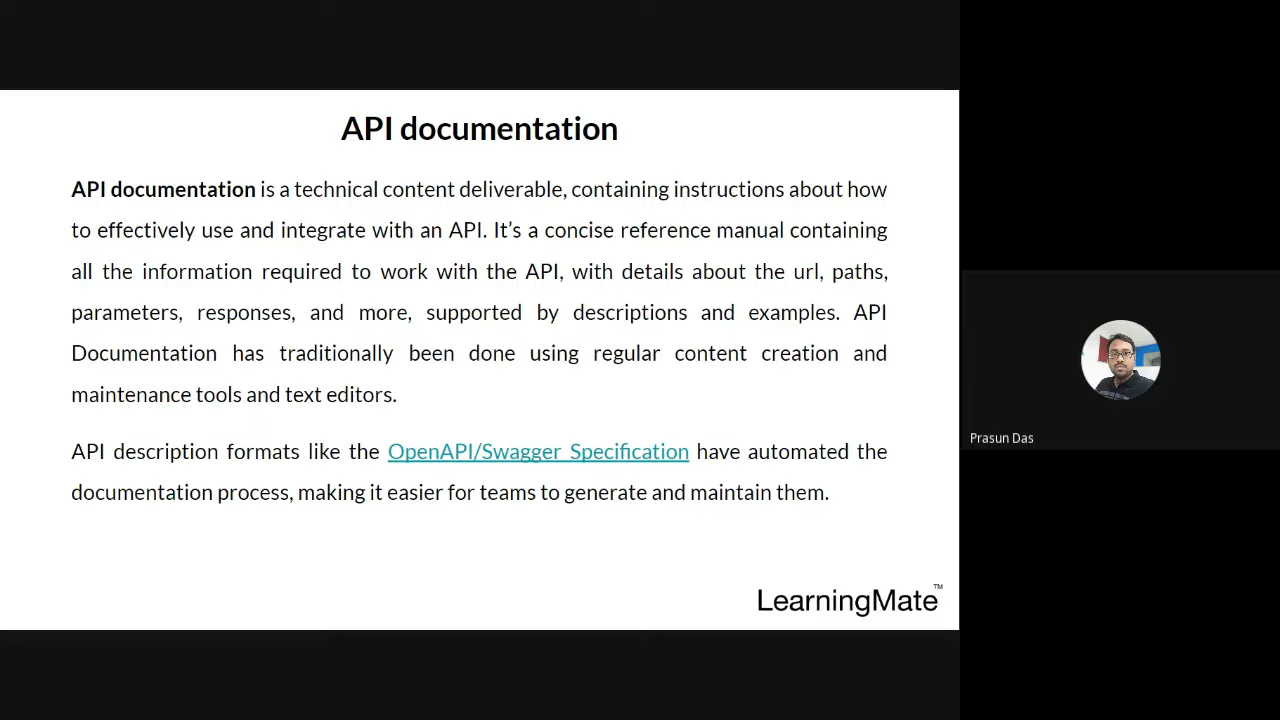 API documentation
API documentation is a technical content deliverable, containing instructions about how
to effectively use and integrate with an API. It’s a concise reference manual containing
all the information required to work with the API, with details about the url, paths,
parameters, responses, and more, supported by descriptions and examples. API
Documentation has traditionally been done using regular content creation and
maintenance tools and text editors.
API description formats like the OpenAPI/Swagger Specification have automated the
documentation process, making it easier for teams to generate and maintain them.
LearningMate™
Prasun Das